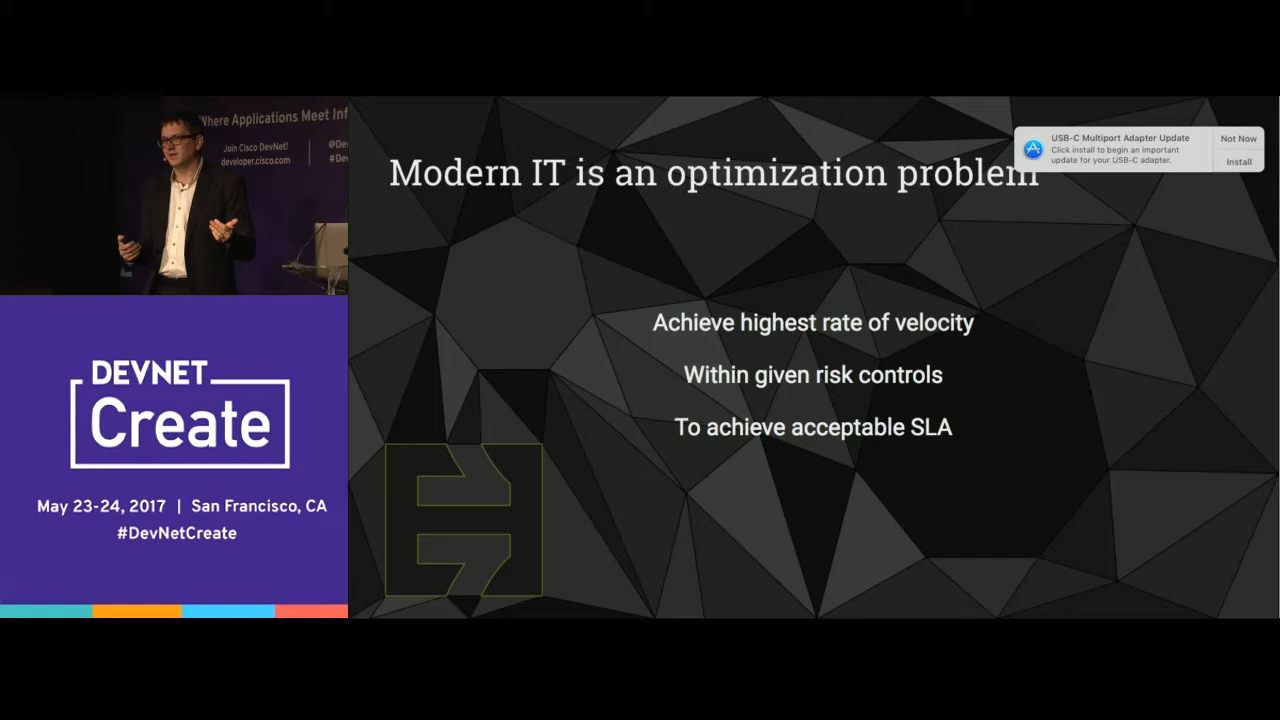 Where Applications Meet Inf
Join Cisco DevNet!
developer.cisco.com
@Dev
#Dev
DEVNET
Create
May 23-24, 2017 | San Francisco, CA
#DevNetCreate
Modern IT is an optimization problem
USB-C Multiport Adapter Update
Click install to begin an important
update for your USB-C adapter.
Not Now
Install
Achieve highest rate of velocity
Within given risk controls
To achieve acceptable SLA